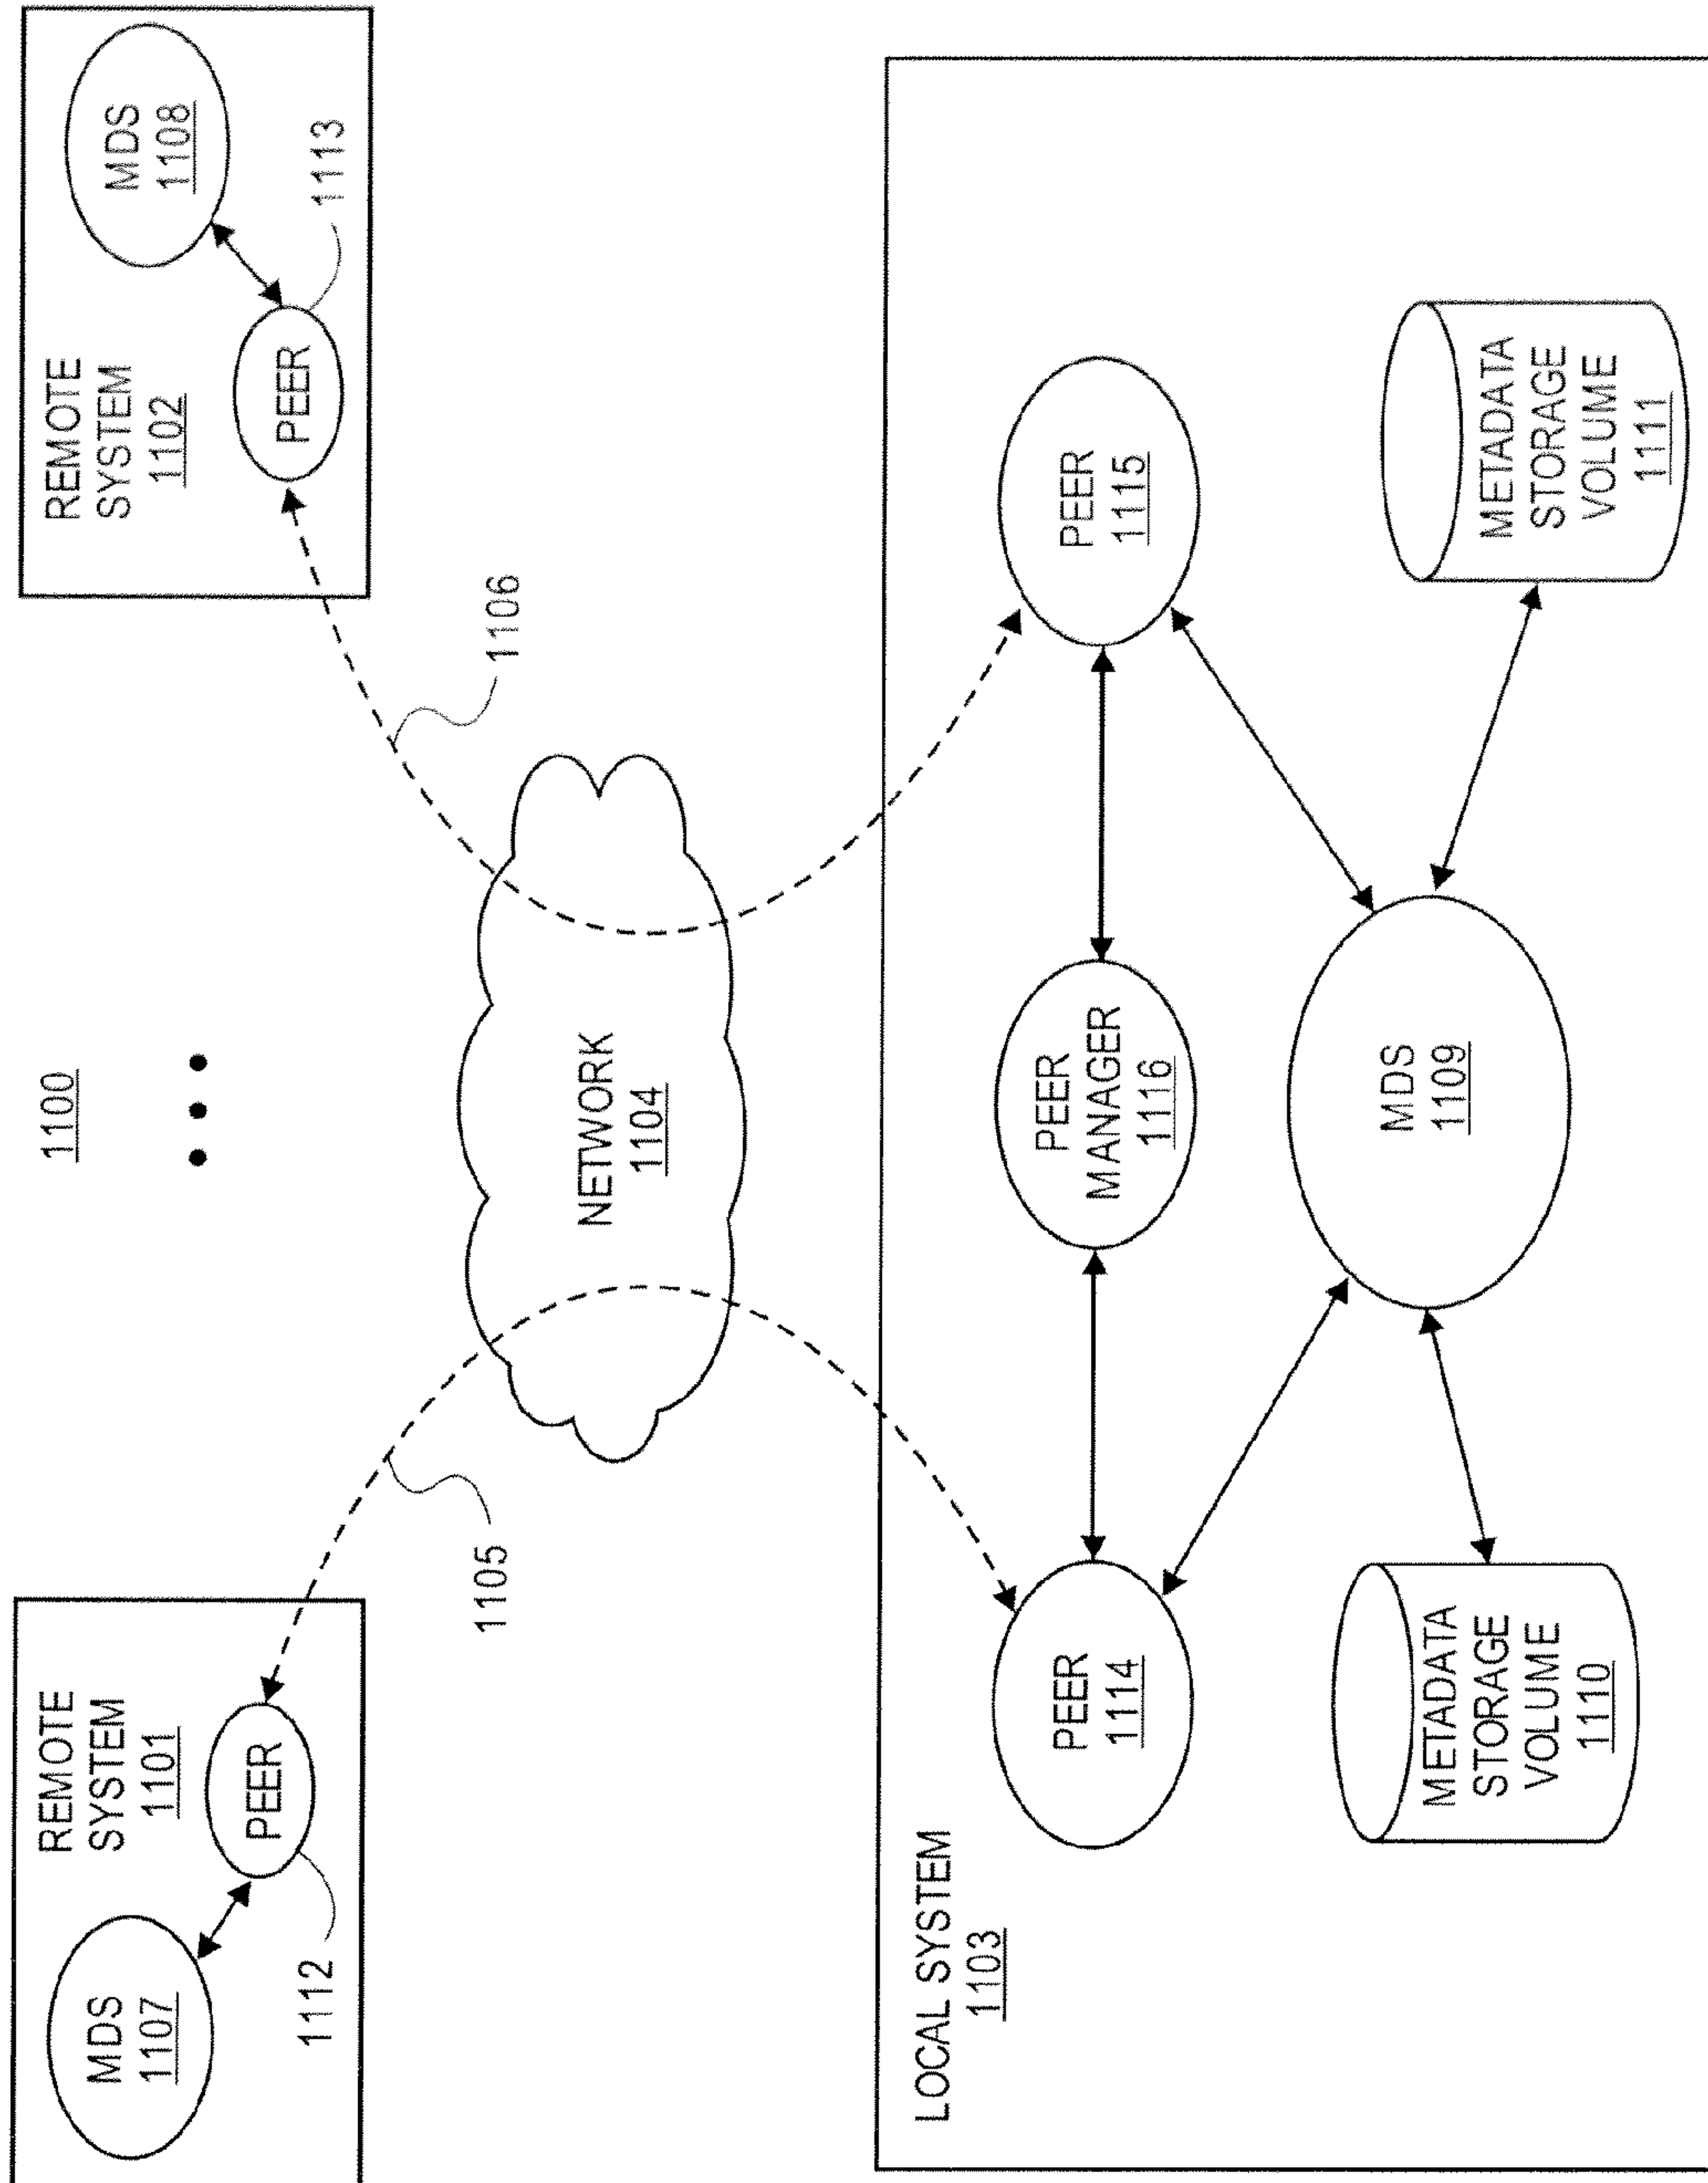 1100
REMOTE
SYSTEM
1101
MDS
1107
PEER
1112
1105
REMOTE
SYSTEM
1102
MDS
1108
PEER
1113
1106
NETWORK
1104
LOCAL SYSTEM
1103
PEER
1114
PEER
MANAGER
1116
PEER
1115
METADATA
STORAGE
VOLUME
1110
MDS
1109
METADATA
STORAGE
VOLUME
1111